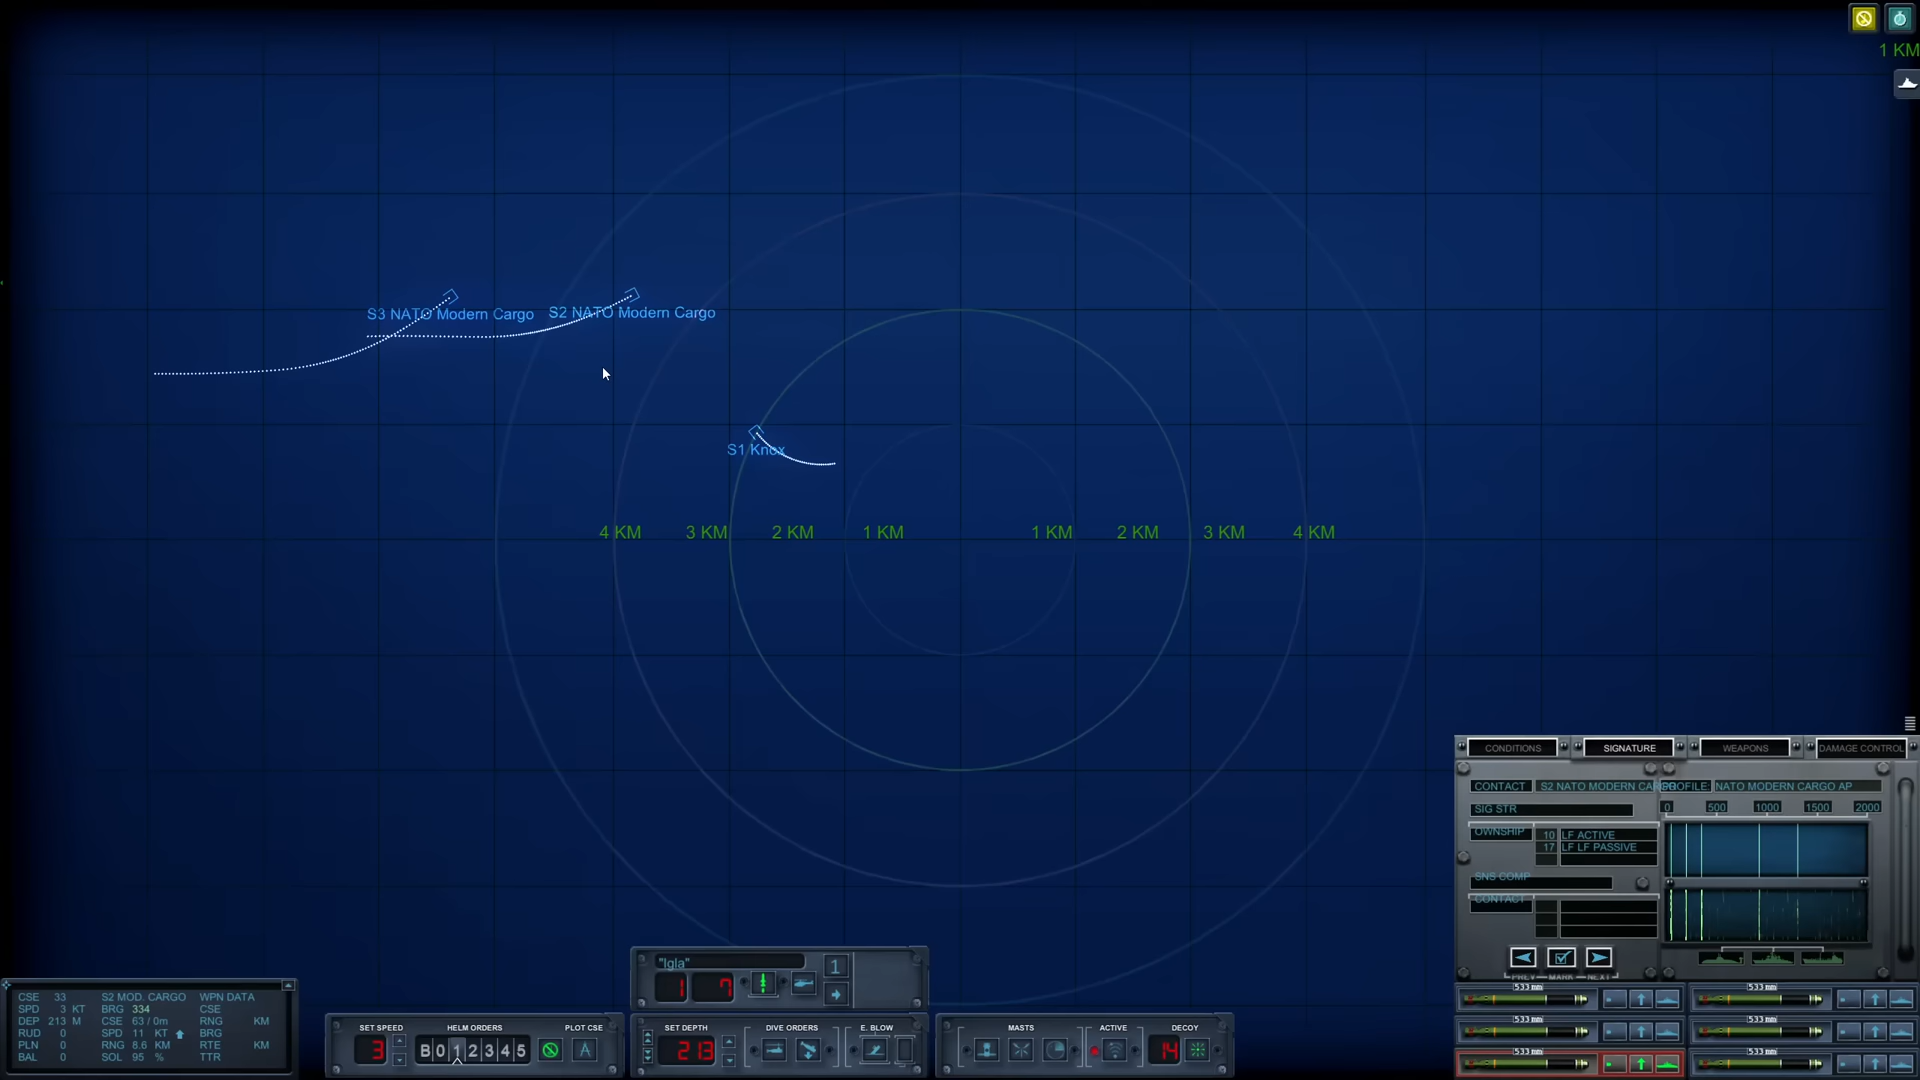 1 KM
S3 NATO Modern Cargo
S2 NATO Modern Cargo
S1 Knox
4 KM 3 KM 2 KM 1 KM 1 KM 2 KM 3 KM 4 KM
CONDITIONS SIGNATURE WEAPONS DAMAGE CONTROL
CONTACT S2 NATO MODERN CARGO PROFILE: NATO MODERN CARGO AP
SIG STR 0 500 1000 1500 2000
OWNSHIP 10 LF ACTIVE
17 LF LF PASSIVE
SNS COMP
CONTACT
PREV MARK NEXT
"Igla"
1 7 1
CSE 33 S2 MOD. CARGO WPN DATA
SPD 3 KT BRG 334 CSE
DEP 213 M CSE 63 / 0m RNG KM
RUD 0 SPD 11 KT BRG
PLN 0 RNG 8.6 KM RTE KM
BAL 0 SOL 95 % TTR
SET SPEED HELM ORDERS PLOT CSE
3 B 0 1 2 3 4 5
SET DEPTH DIVE ORDERS E. BLOW
213
MASTS ACTIVE DECOY
14
533 mm 533 mm
533 mm 533 mm
533 mm 533 mm